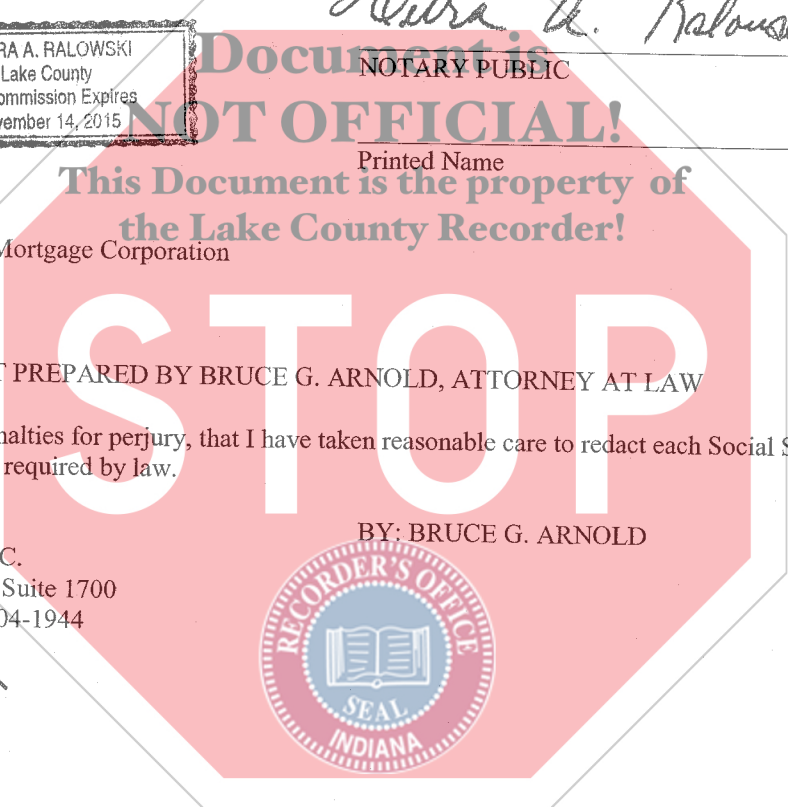 RA A. RALOWSKI
Lake County
ommission Expires
vember 14, 2015
A. Ralows
Document is
NOTARY PUBLIC
NOT OFFICIAL!
Printed Name
This Document is the property of
the Lake County Recorder!
Mortgage Corporation
STOP
T PREPARED BY BRUCE G. ARNOLD, ATTORNEY AT LAW
nalties for perjury, that I have taken reasonable care to redact each Social S
required by law.
BY: BRUCE G. ARNOLD
C.
Suite 1700
04-1944
RECORDER'S OFFICE
SEAL
INDIANA